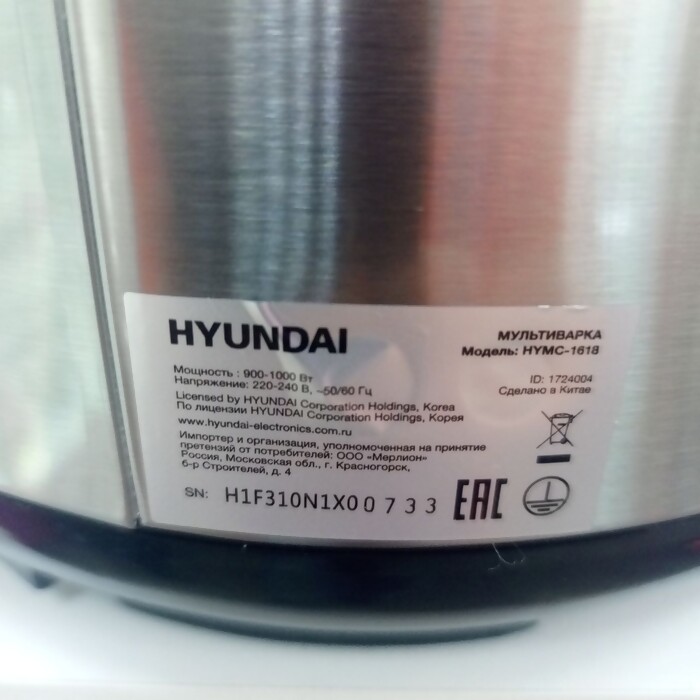 HYUNDAI
МУЛЬТИВАРКА
Модель: HYMC-1618
Мощность : 900-1000 Вт
Напряжение: 220-240 В, ~50/60 Гц
ID: 1724004
Сделано в Китае
Licensed by HYUNDAI Corporation Holdings, Korea
По лицензии HYUNDAI Corporation Holdings, Корея
www.hyundai-electronics.com.ru
Импортер и организация, уполномоченная на принятие
претензий от потребителей: ООО «Мерлион»
Россия, Московская обл., г. Красногорск,
б-р Строителей, д. 4
SN: H1F310N1X00733
EAC